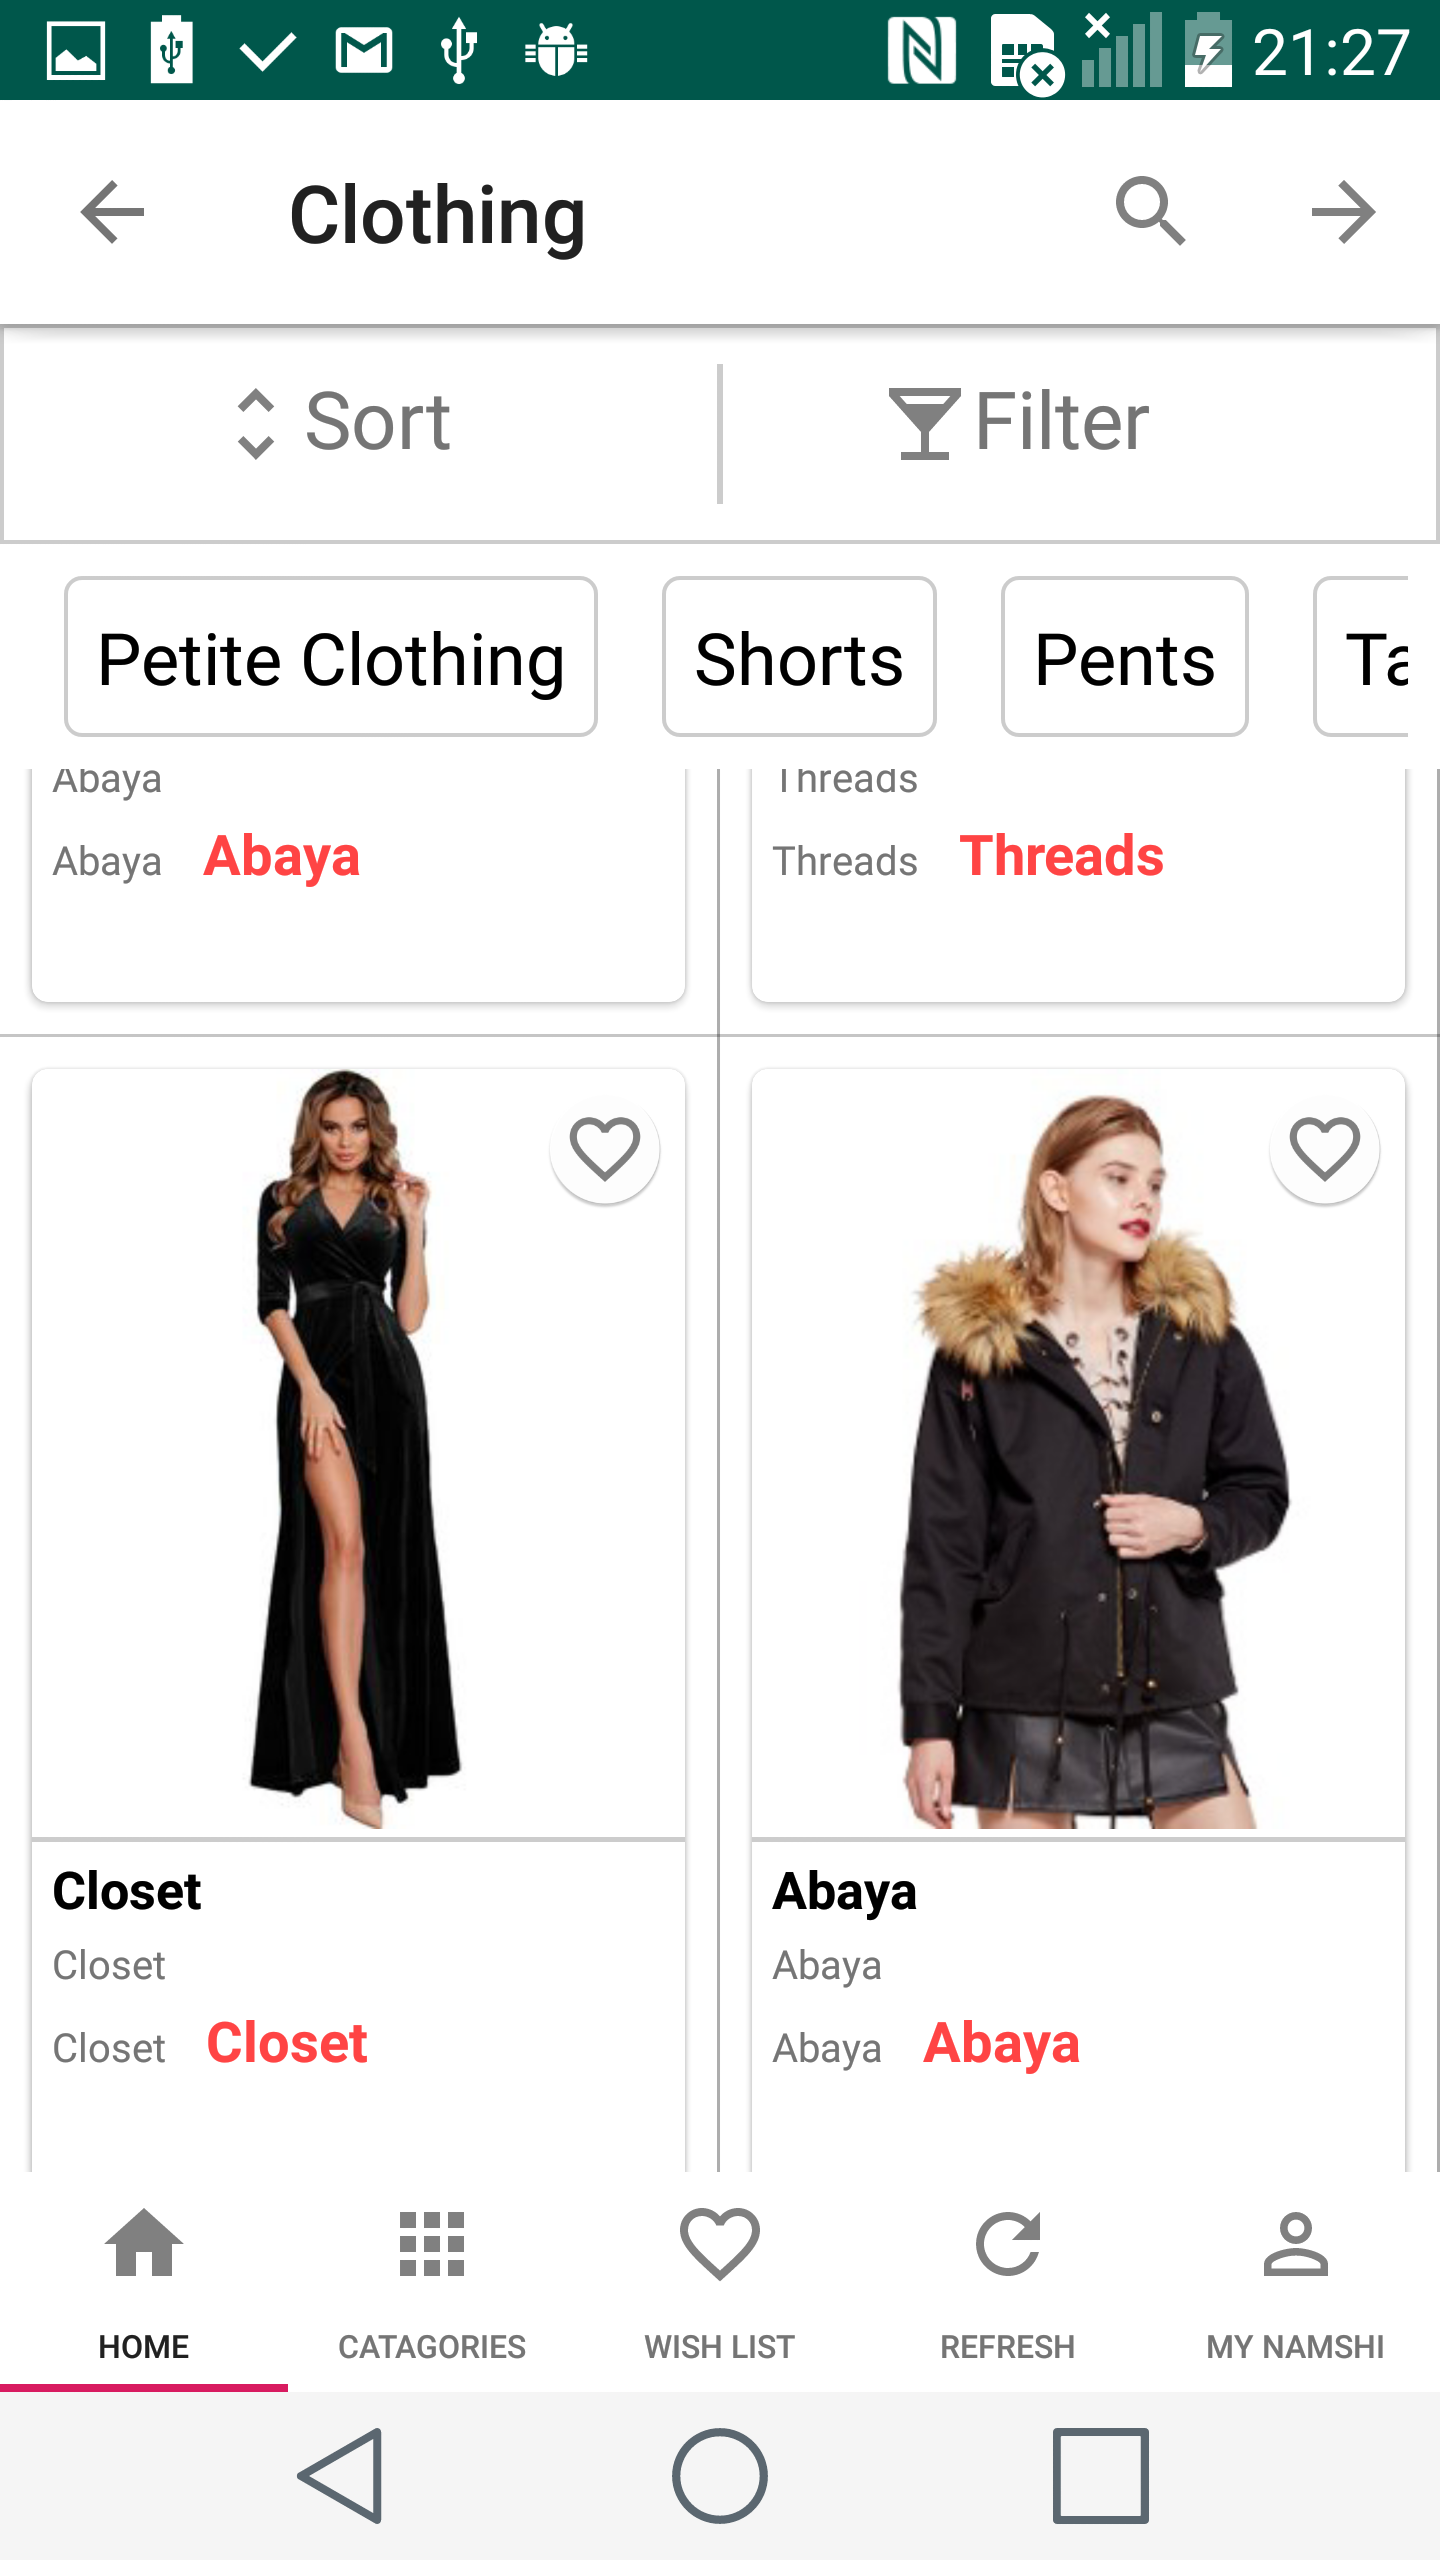 21:27
Clothing
Sort Filter
Petite Clothing Shorts Pents Ta
Abaya Threads
Abaya Abaya Threads Threads
Closet Abaya
Closet Abaya
Closet Closet Abaya Abaya
HOME CATAGORIES WISH LIST REFRESH MY NAMSHI